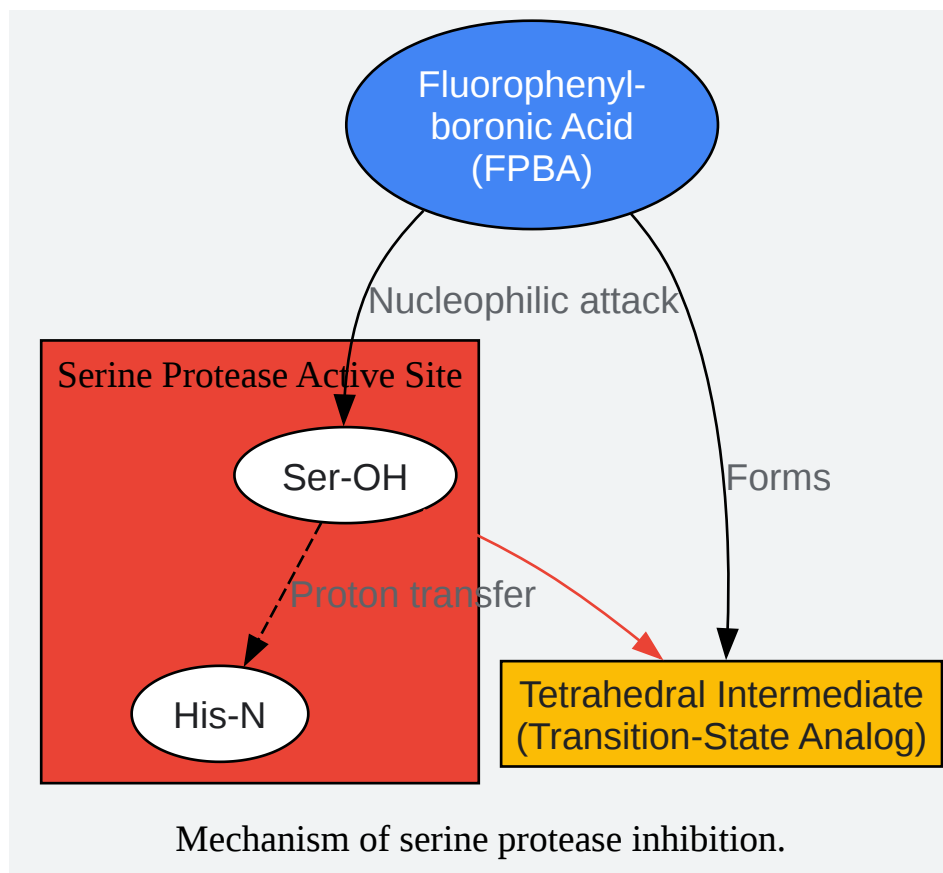 Fluorophenyl-
boronic Acid
(FPBA)
Nucleophilic attack
Serine Protease Active Site
Ser-OH
Forms
Proton transfer
His-N
Tetrahedral Intermediate
(Transition-State Analog)
Mechanism of serine protease inhibition.